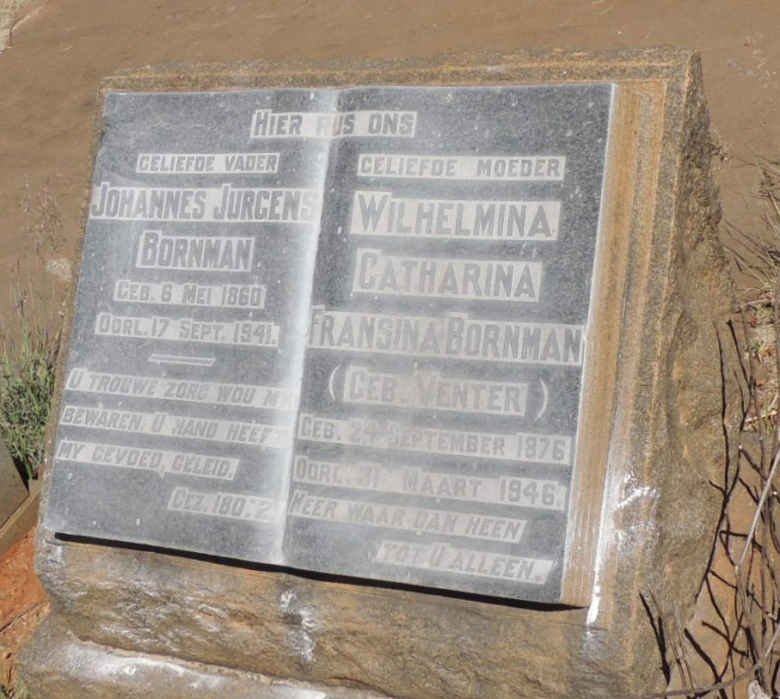 HIER RUS ONS
GELIEFDE VADER
JOHANNES JURGENS
BORNMAN
GEB. 6 MEI 1860
OORL. 17 SEPT. 1941.
U TROUWE ZORG WOU MY
BEWAREN, U HAND HEEFT
MY GEVOED, GELEID.
GEZ. 180:2
GELIEFDE MOEDER
WILHELMINA
CATHARINA
FRANSINA BORNMAN
(GEB. VENTER)
GEB. 24 SEPTEMBER 1876
OORL. 31 MAART 1946.
HEER WAAR DAN HEEN
TOT U ALLEEN.